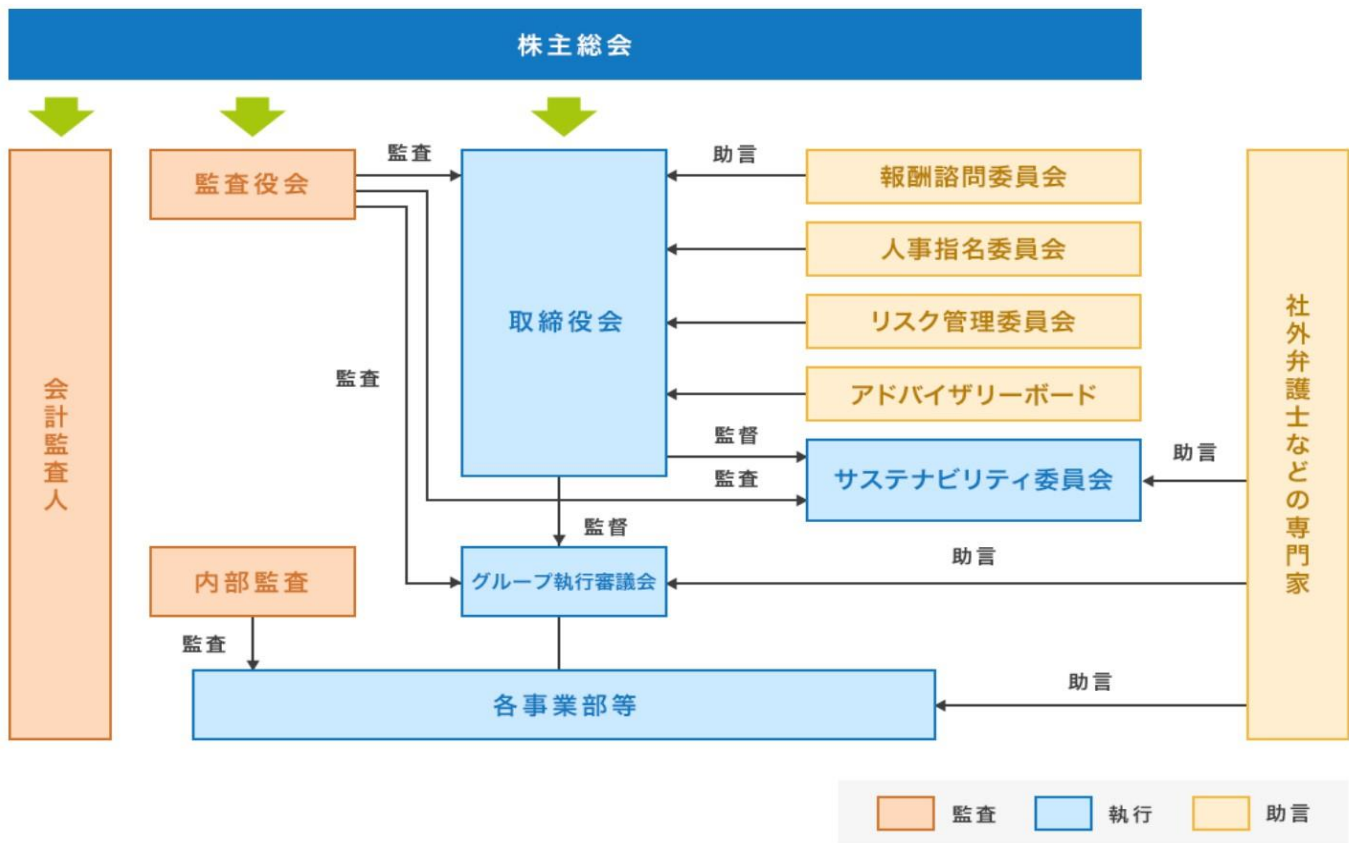 株主総会
監査
助言
監査役会
報酬諮問委員会
人事指名委員会
取締役会
リスク管理委員会
社外弁護士などの専門家
監査
会計監査人
アドバイザリーボード
監督
助言
監査
サステナビリティ委員会
監督
助言
内部監査
グループ執行審議会
監査
助言
各事業部等
監査
執行
助言